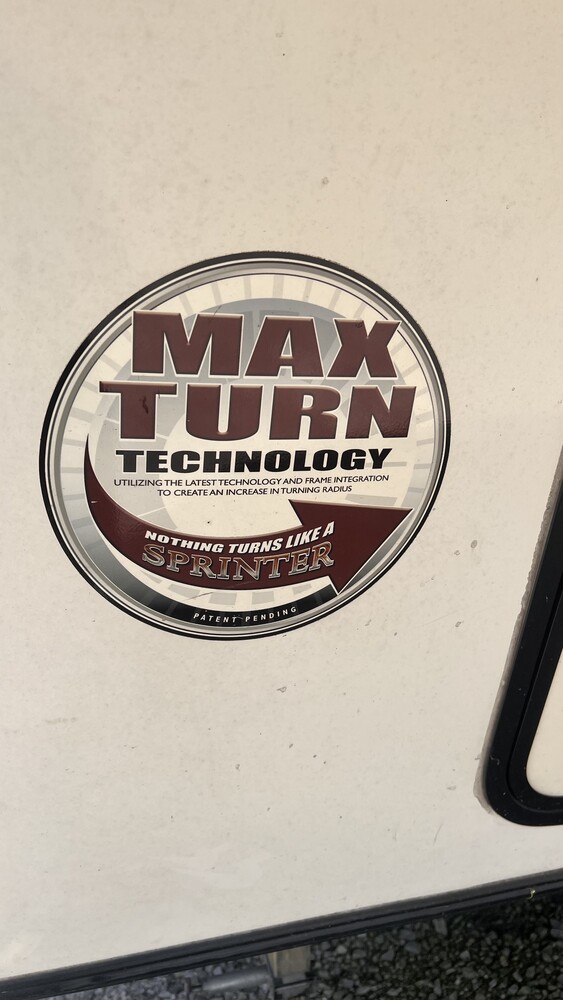 MAX
TURN
TECHNOLOGY
UTILIZING THE LATEST TECHNOLOGY AND FRAME INTEGRATION
TO CREATE AN INCREASE IN TURNING RADIUS
NOTHING TURNS LIKE A
SPRINTER
PATENT PENDING